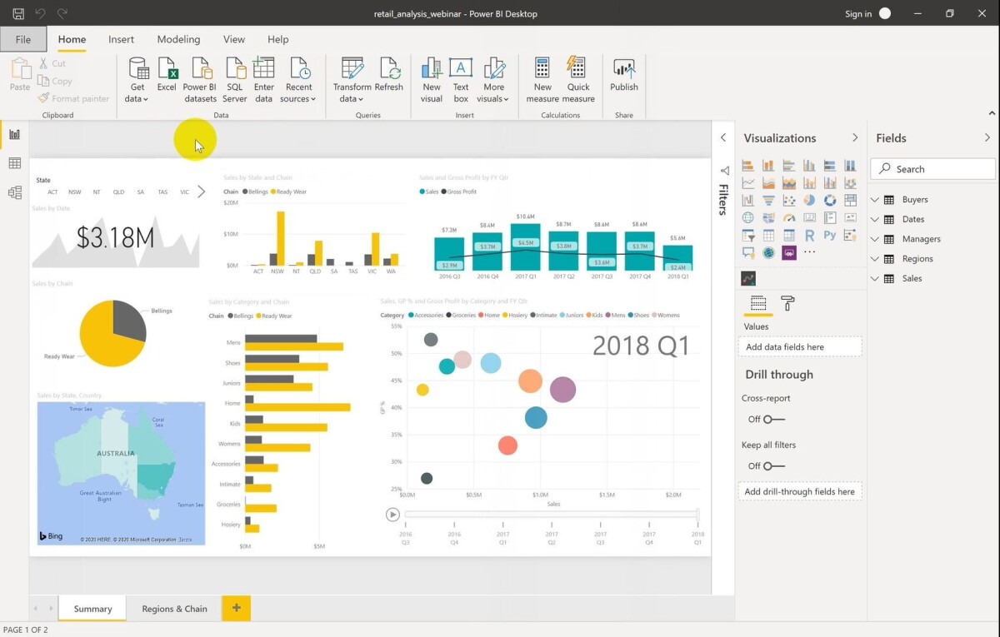 retail_analysis_webinar - Power BI Desktop
Sign in
File
Home
Insert
Modeling
View
Help
Paste
Cut
Copy
Format painter
Clipboard
Get data
Excel
Power BI datasets
SQL Server
Enter data
Recent sources
Data
Transform data
Refresh
Queries
New visual
Text box
More visuals
Insert
New measure
Quick measure
Calculations
Publish
Share
State
ACT NSW NT QLD SA TAS VIC
Sales by Date
$3.18M
Sales by State and Chain
Chain Bellings Ready Wear
$20M
$10M
$0M
ACT NSW NT QLD SA TAS VIC WA
Sales and Gross Profit by FY Qtr
Sales Gross Profit
$7.3M $8.4M $10.4M $8.7M $8.6M $8.6M $5.6M
$2.9M $3.7M $4.5M $3.8M $3.6M $3.7M $2.4M
2016 Q3 2016 Q4 2017 Q1 2017 Q2 2017 Q3 2017 Q4 2018 Q1
Sales by Chain
Bellings
Ready Wear
Sales by Category and Chain
Chain Bellings Ready Wear
Mens
Shoes
Juniors
Home
Kids
Womens
Accessories
Intimate
Groceries
Hosiery
$0M $5M
Sales, GP % and Gross Profit by Category and FY Qtr
Category Accessories Groceries Home Hosiery Intimate Juniors Kids Mens Shoes Womens
2018 Q1
55%
50%
45%
40%
35%
30%
25%
GP %
$0.0M $0.5M $1.0M $1.5M $2.0M
Sales
2016 Q3
2016 Q4
2017 Q1
2017 Q2
2017 Q3
2017 Q4
2018 Q1
Sales by State, Country
Timor Sea
Coral Sea
AUSTRALIA
Great Australian Bight
Tasman Sea
Bing
© 2020 HERE, © 2020 Microsoft Corporation Terms
Filters
Visualizations
R
Py
Values
Add data fields here
Drill through
Cross-report
Off
Keep all filters
Off
Add drill-through fields here
Fields
Search
Buyers
Dates
Managers
Regions
Sales
Summary
Regions & Chain
PAGE 1 OF 2